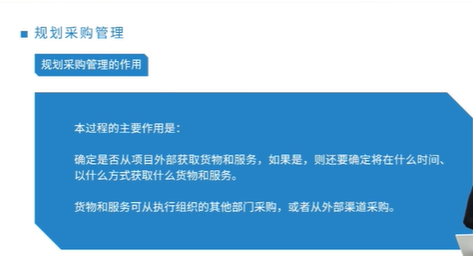 规划采购管理
规划采购管理的作用
本过程的主要作用是：
确定是否从项目外部获取货物和服务，如果是，则还要确定将在什么时间、
以什么方式获取什么货物和服务。
货物和服务可从执行组织的其他部门采购，或者从外部渠道采购。